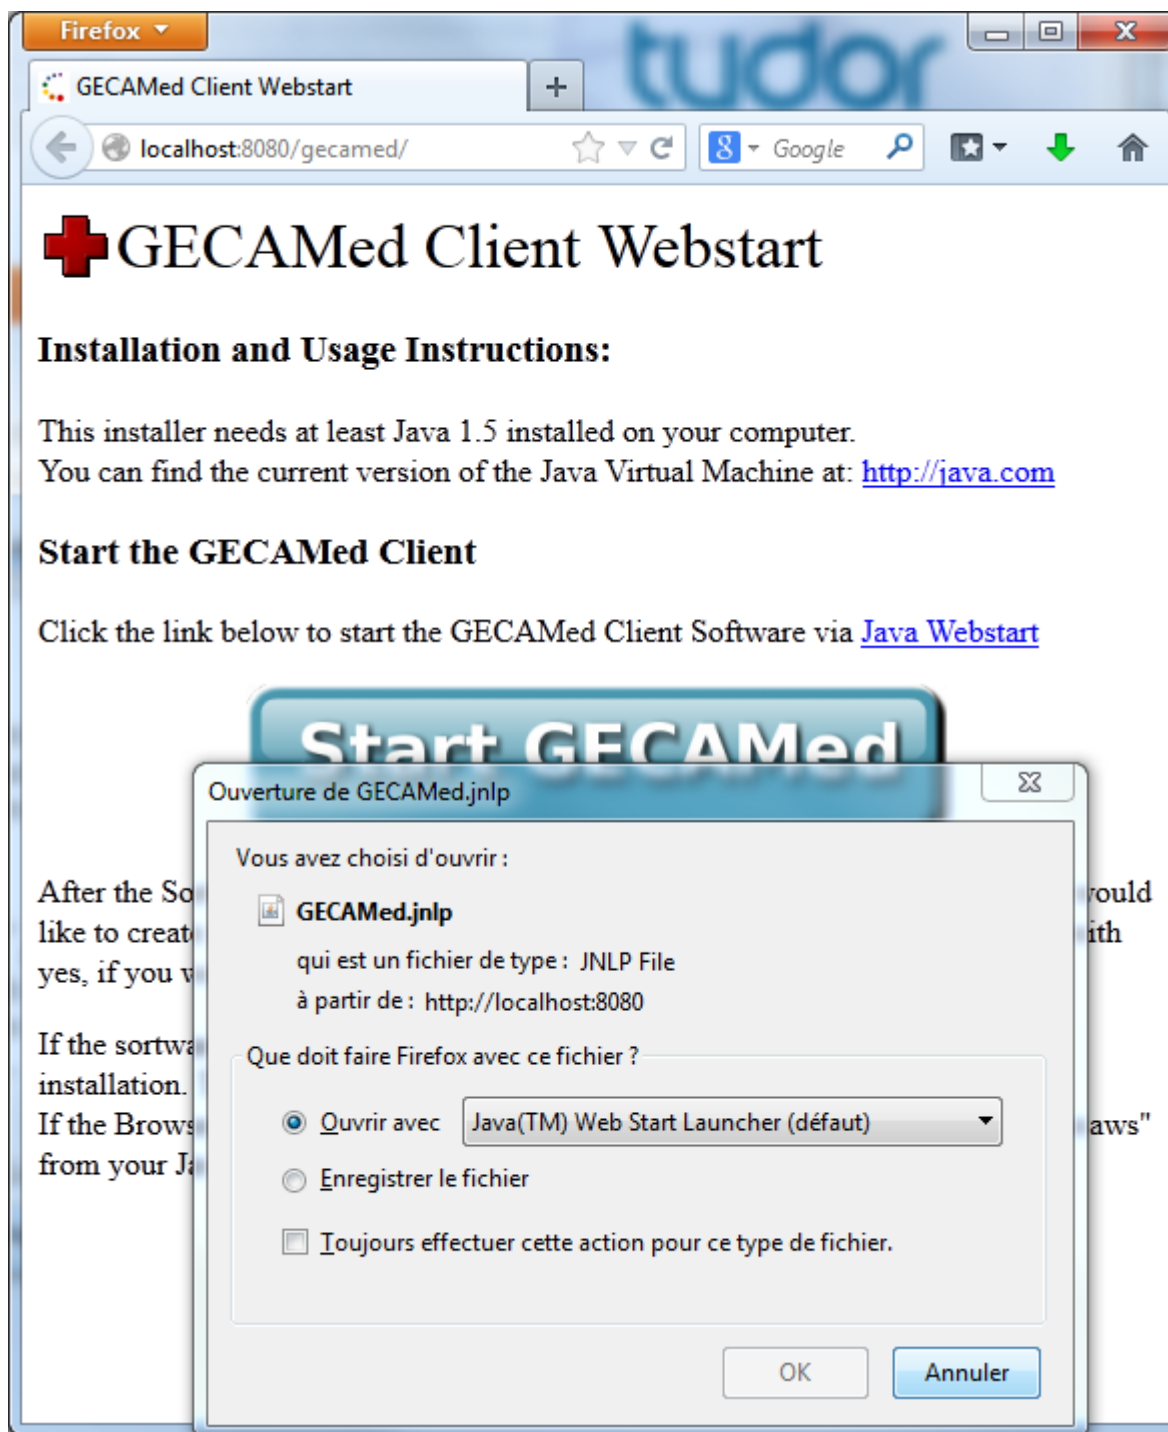 tudor
Firefox
GECAMed Client Webstart
localhost:8080/gecamed/
8 Google
GECAMed Client Webstart
Installation and Usage Instructions:
This installer needs at least Java 1.5 installed on your computer.
You can find the current version of the Java Virtual Machine at: http://java.com
Start the GECAMed Client
Click the link below to start the GECAMed Client Software via Java Webstart
Start GECAMed
Ouverture de GECAMed.jnlp
Vous avez choisi d'ouvrir :
GECAMed.jnlp
qui est un fichier de type : JNLP File
à partir de : http://localhost:8080
Que doit faire Firefox avec ce fichier ?
Ouvrir avec Java(TM) Web Start Launcher (défaut)
Enregistrer le fichier
Toujours effectuer cette action pour ce type de fichier.
OK Annuler
After the
like to
yes, if you
If the
installation.
If the
from your